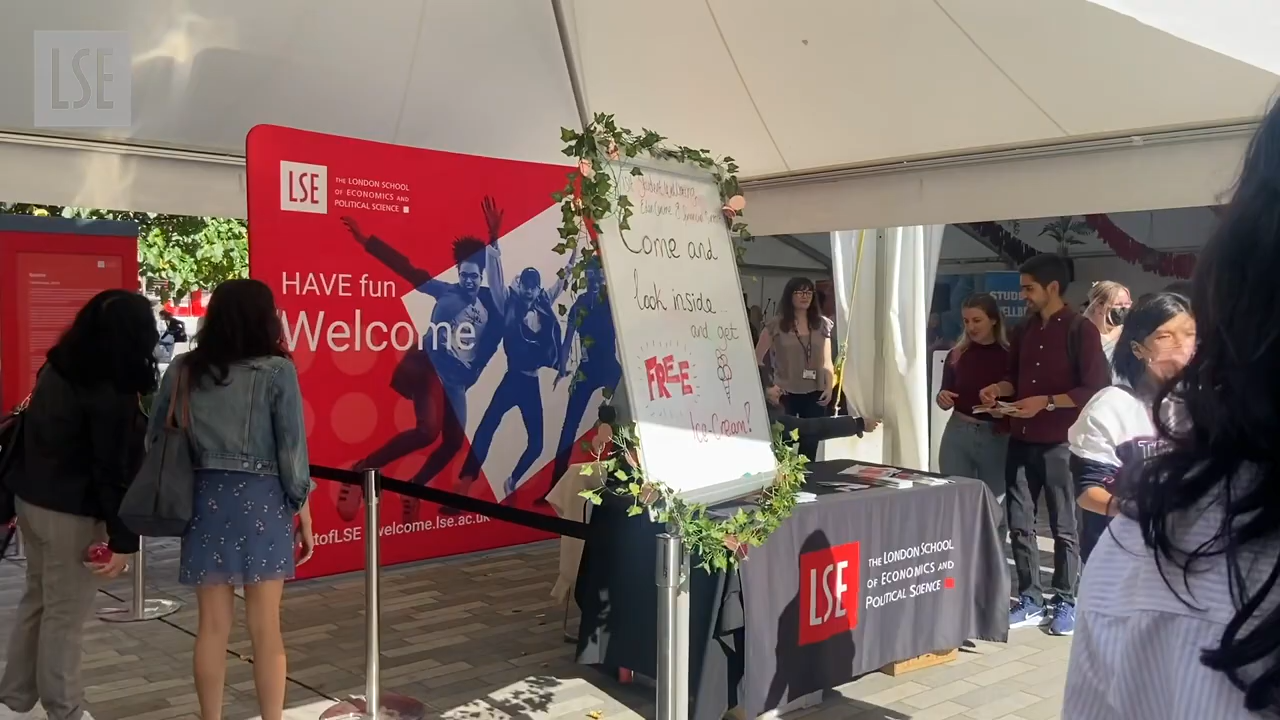 LSE
LSE
THE LONDON SCHOOL
OF ECONOMICS AND
POLITICAL SCIENCE
HAVE fun
Welcome
tofLSE welcome.lse.ac.uk
Come and
look inside..
and get
FREE
Ice-Cream?
LSE
THE LONDON SCHOOL
OF ECONOMICS AND
POLITICAL SCIENCE